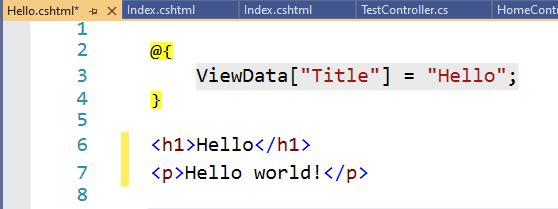 Hello.cshtml* Index.cshtml Index.cshtml TestController.cs HomeContr
1
2 @{
3 ViewData["Title"] = "Hello";
4 }
5
6 <h1>Hello</h1>
7 <p>Hello world!</p>
8